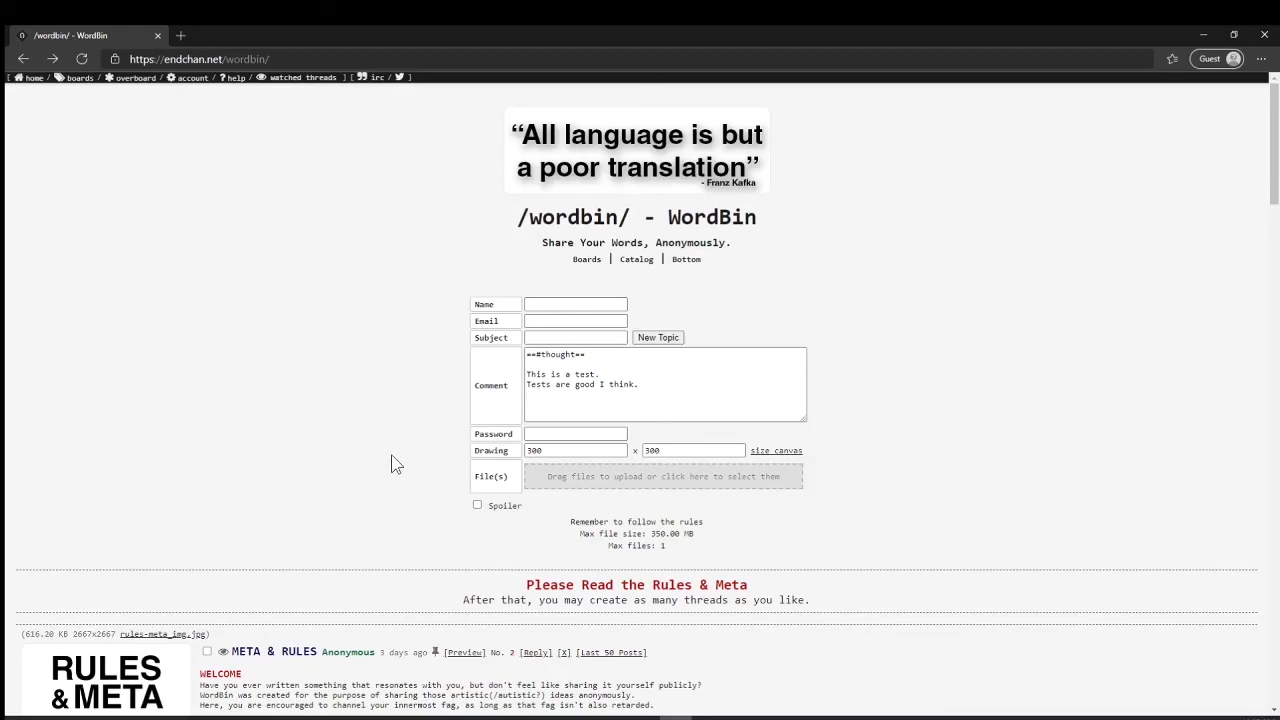 /wordbin/ - WordBin
https://endchan.net/wordbin/
Guest
[ home / boards / overboard / account / ? help / watched threads ] [ irc / ]
“All language is but
a poor translation”
- Franz Kafka
/wordbin/ - WordBin
Share Your Words, Anonymously.
Boards | Catalog | Bottom
Name
Email
Subject New Topic
Comment
==#thought==
This is a test.
Tests are good I think.
Password
Drawing 300 x 300 size canvas
File(s) Drag files to upload or click here to select them
Spoiler
Remember to follow the rules
Max file size: 350.00 MB
Max files: 1
Please Read the Rules & Meta
After that, you may create as many threads as you like.
(616.20 KB 2667x2667 rules-meta_img.jpg)
RULES
& META
META & RULES Anonymous 3 days ago [Preview] No. 2 [Reply] [X] [Last 50 Posts]
WELCOME
Have you ever written something that resonates with you, but don't feel like sharing it yourself publicly?
WordBin was created for the purpose of sharing those artistic(/autistic?) ideas anonymously.
Here, you are encouraged to channel your innermost fag, as long as that fag isn't also retarded.